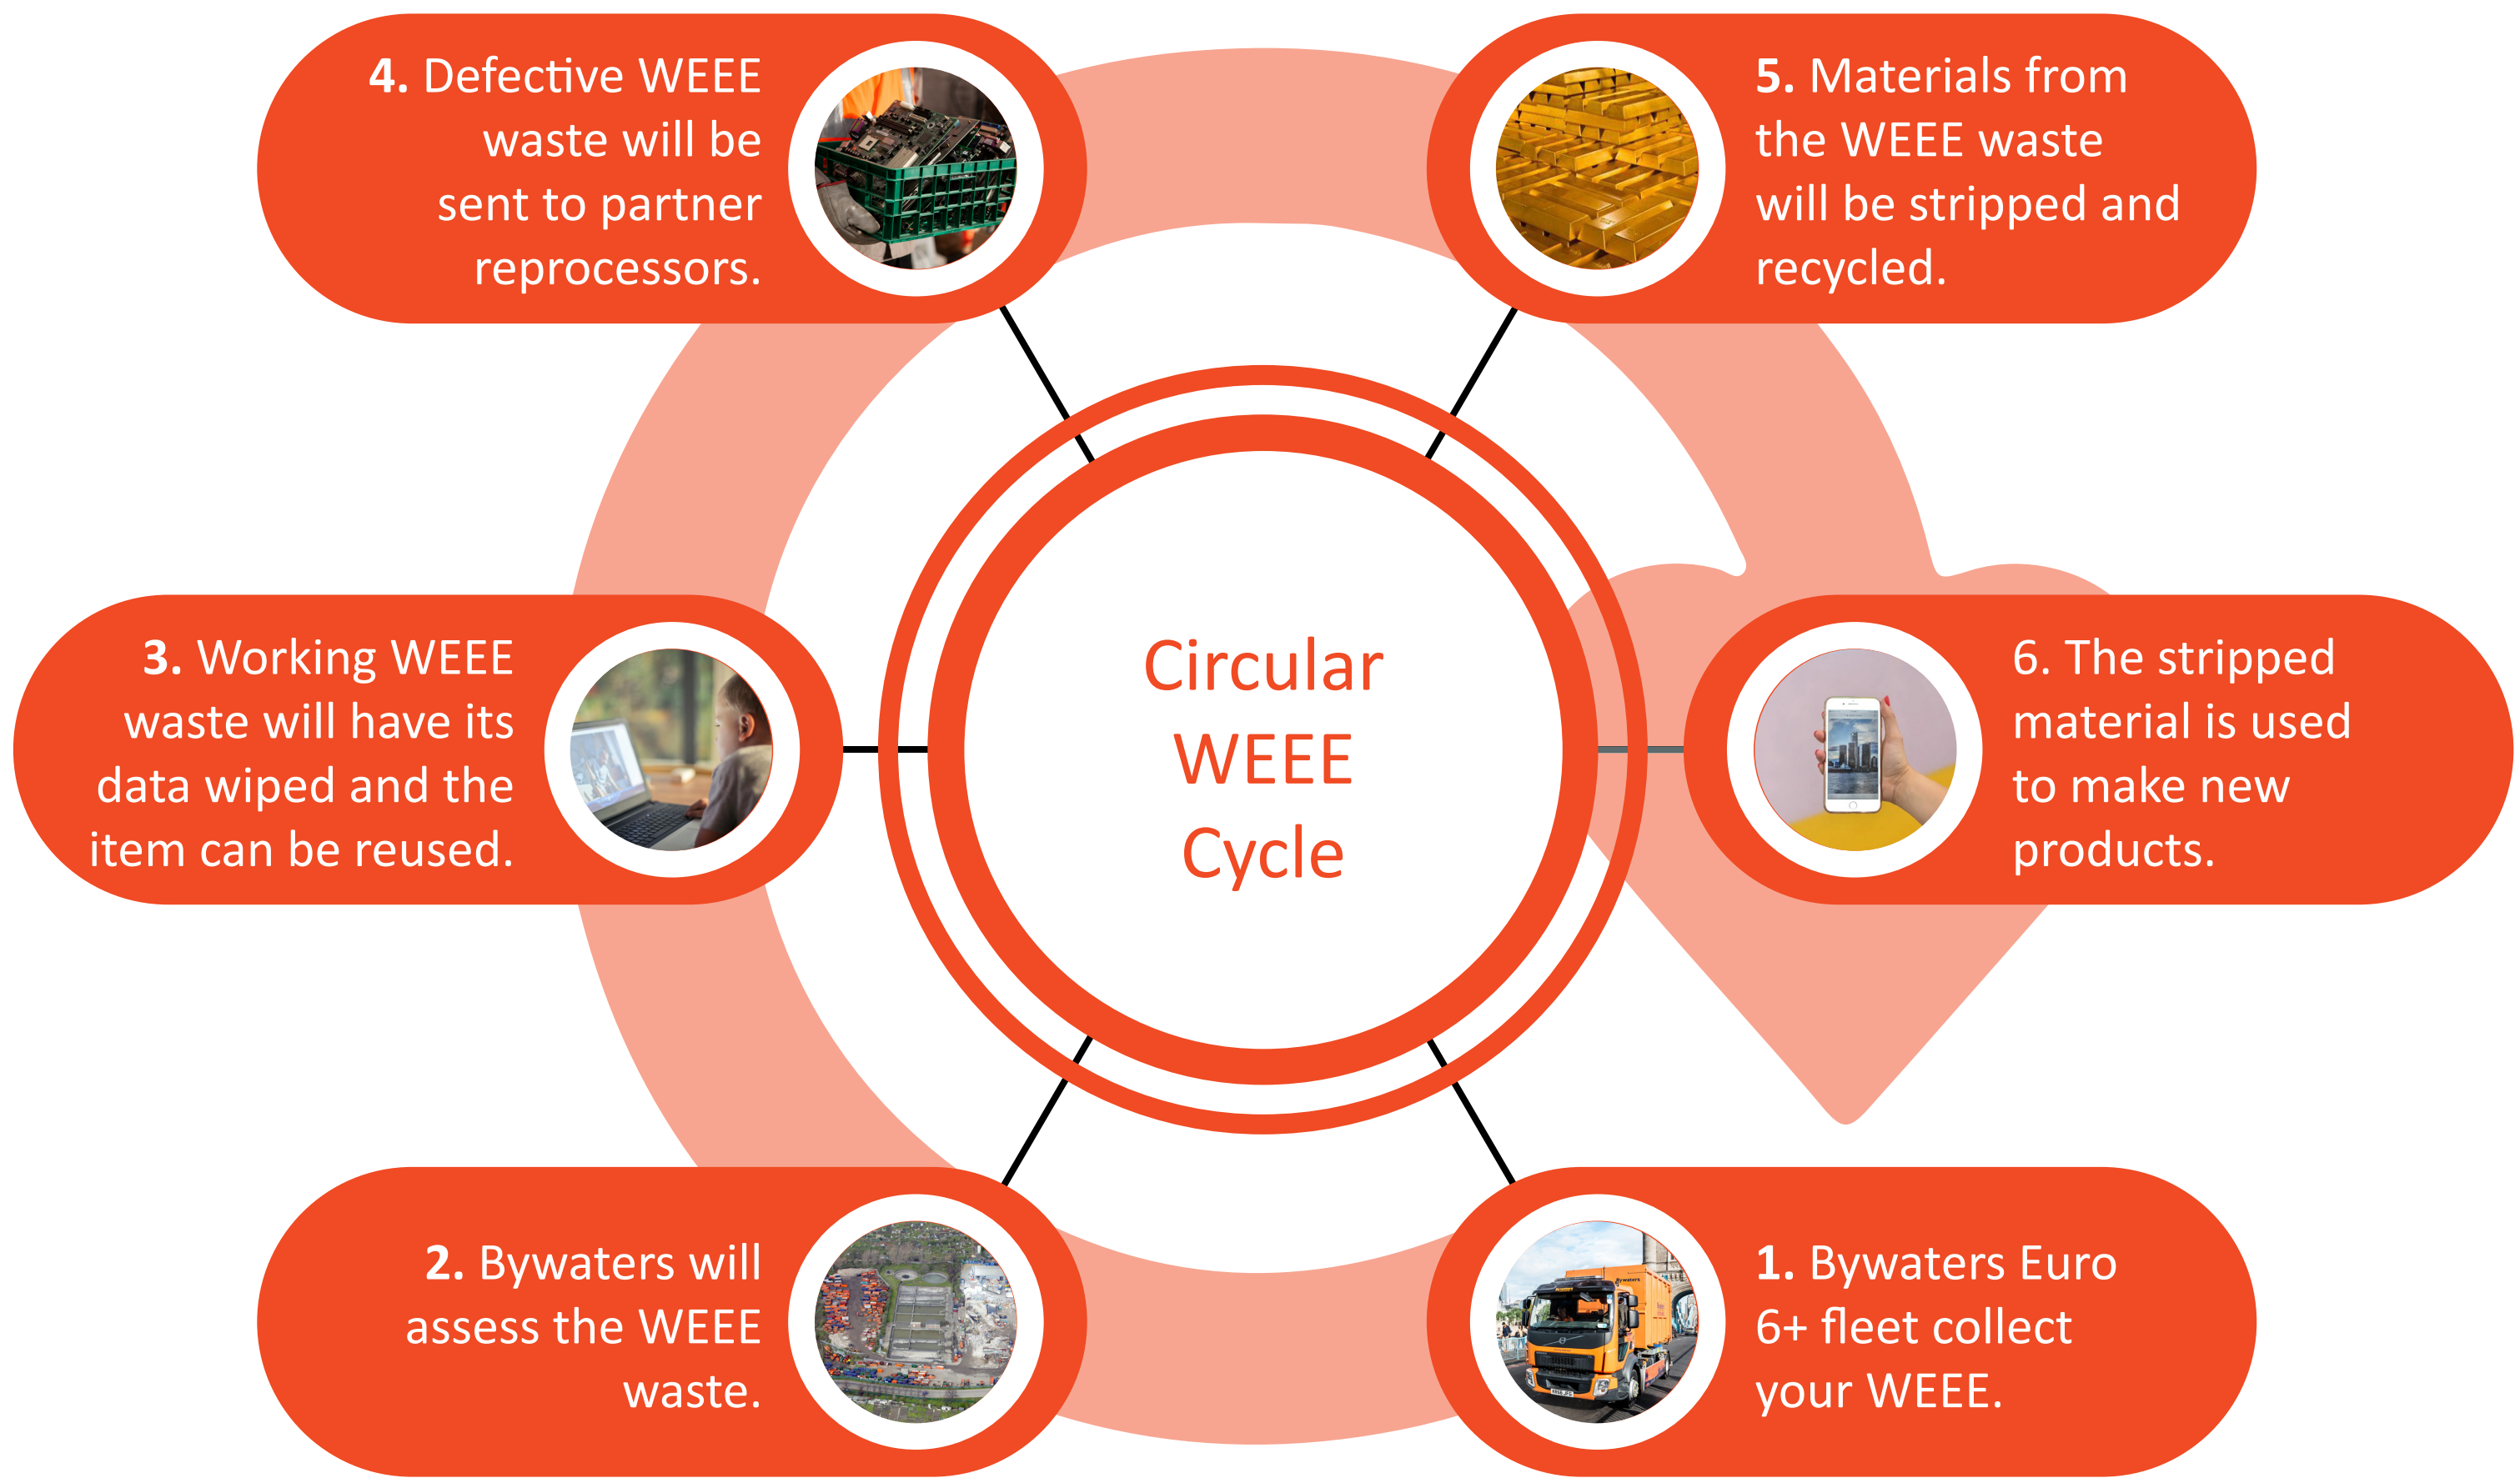 4. Defective WEEE
waste will be
sent to partner
reprocessors.
5. Materials from
the WEEE waste
will be stripped and
recycled.
3. Working WEEE
waste will have its
data wiped and the
item can be reused.
Circular
WEEE
Cycle
6. The stripped
material is used
to make new
products.
2. Bywaters will
assess the WEEE
waste.
Bywaters
1. Bywaters Euro
6+ fleet collect
your WEEE.